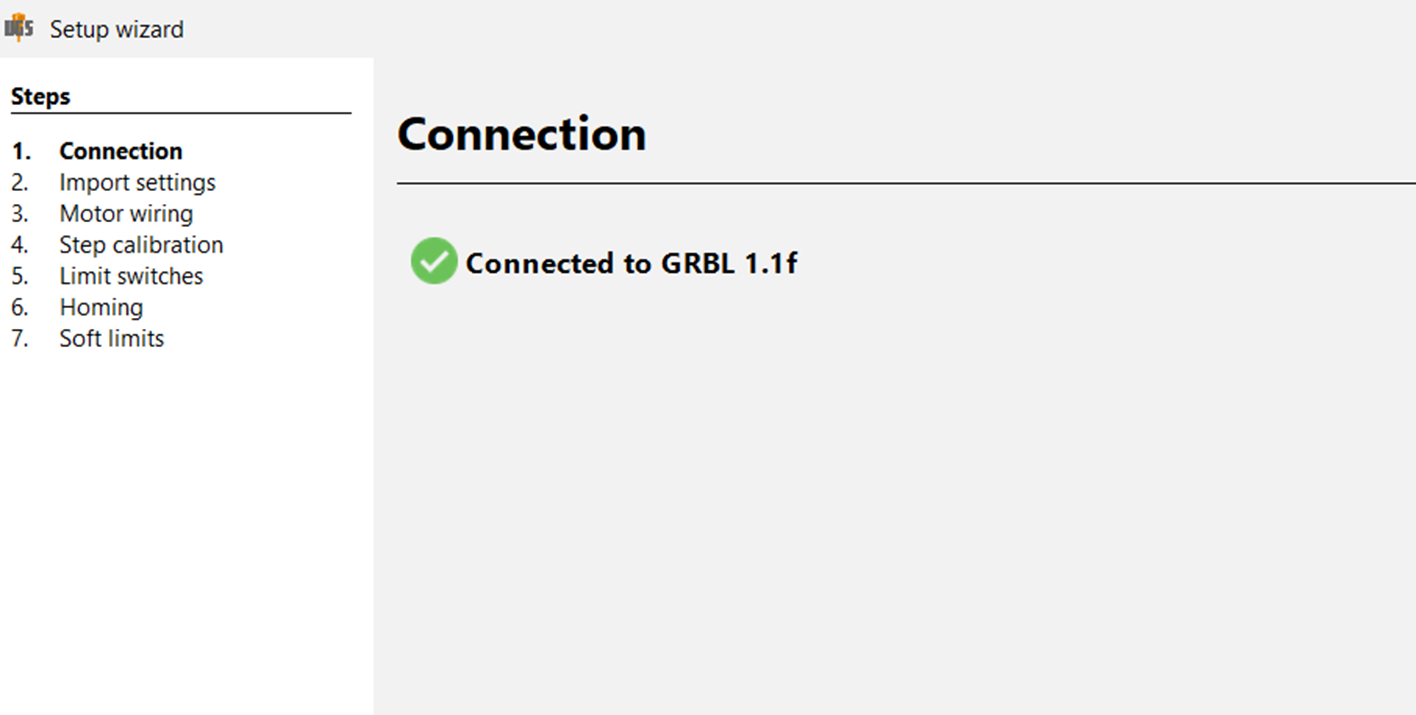 UGS Setup wizard
Steps
1. Connection
2. Import settings
3. Motor wiring
4. Step calibration
5. Limit switches
6. Homing
7. Soft limits
Connection
Connected to GRBL 1.1f